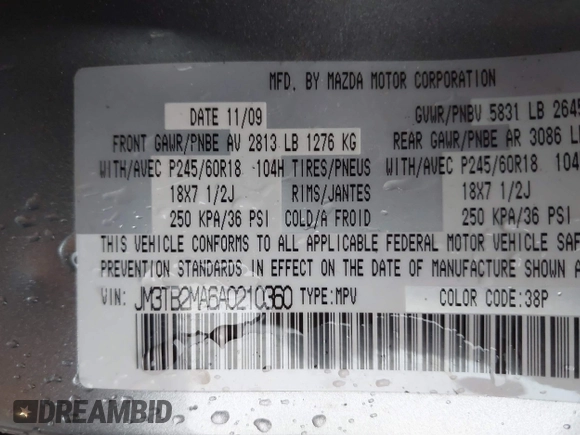 MFD. BY MAZDA MOTOR CORPORATION
DATE 11/09 GVWR/PNBV 5831 LB 2645
FRONT GAWR/PNBE AV 2813 LB 1276 KG REAR GAWR/PNBE AR 3086 L
WITH/AVEC P245/60R18 104H TIRES/PNEUS WITH/AVEC P245/60R18 104
18X7 1/2J RIMS/JANTES 18X7 1/2J
250 KPA/36 PSI COLD/A FROID 250 KPA/36 PSI
THIS VEHICLE CONFORMS TO ALL APPLICABLE FEDERAL MOTOR VEHICLE SAF
PREVENTION STANDARDS IN EFFECT ON THE DATE OF MANUFACTURE SHOWN A
VIN: JM3TB2MA6A0210360 TYPE:MPV COLOR CODE:38P
DREAMBID